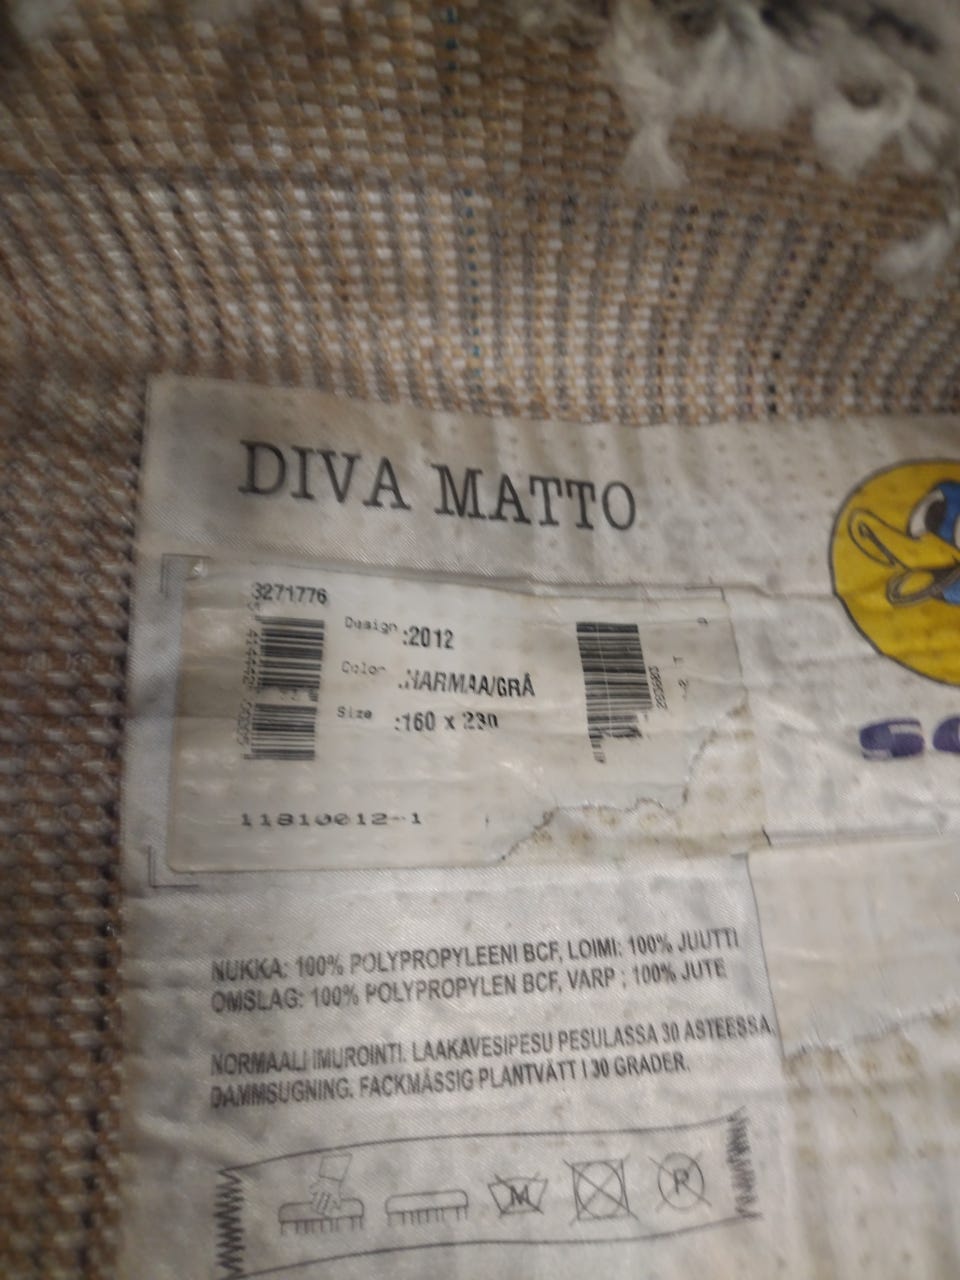 DIVA MATTO
3271776
Design :2012
Color :HARMAA/GRÅ
Size :160 x 230
11810012-1
NUKKA: 100% POLYPROPYLEENI BCF, LOIMI: 100% JUUTTI
OMSLAG: 100% POLYPROPYLEN BCF, VARP : 100% JUTE
NORMAALI IMUROINTI. LAAKAVESIPESU PESULASSA 30 ASTEESSA.
DAMMSUGNING. FACKMÄSSIG PLANTVÄTT I 30 GRADER.
M
P